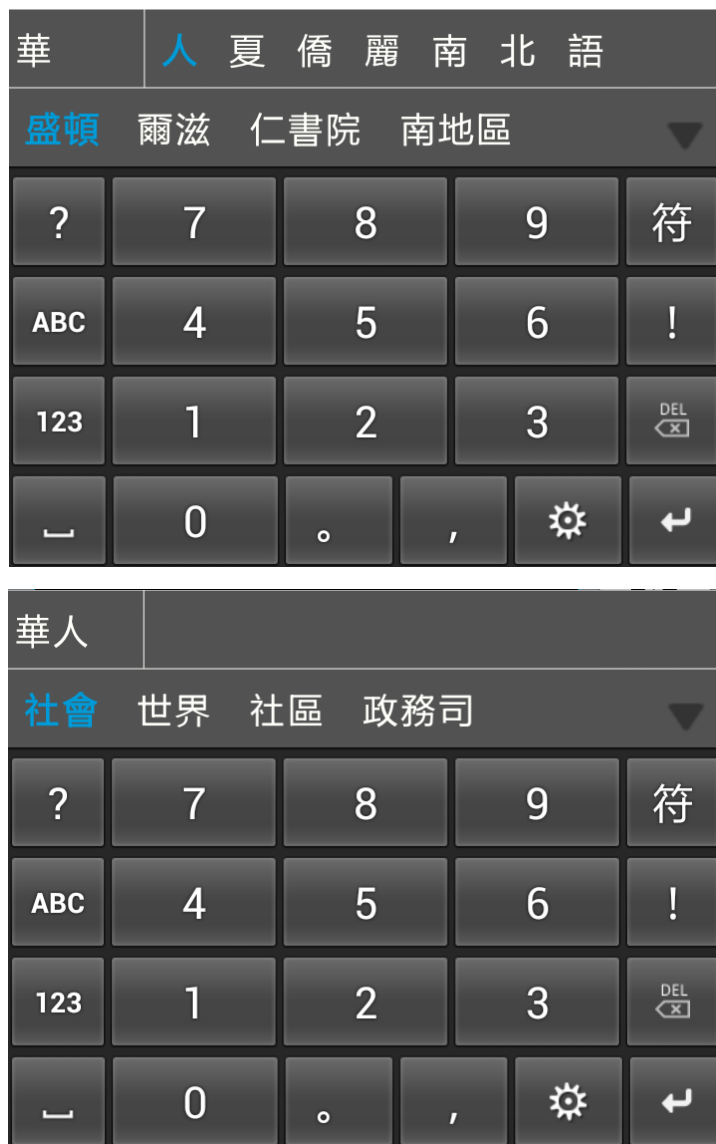 華 人 夏 僑 麗 南 北 語
盛頓 爾滋 仁書院 南地區
? 7 8 9 符
ABC 4 5 6 !
123 1 2 3 DEL
0 。 ,
華人
社會 世界 社區 政務司
? 7 8 9 符
ABC 4 5 6 !
123 1 2 3 DEL
0 。 ,